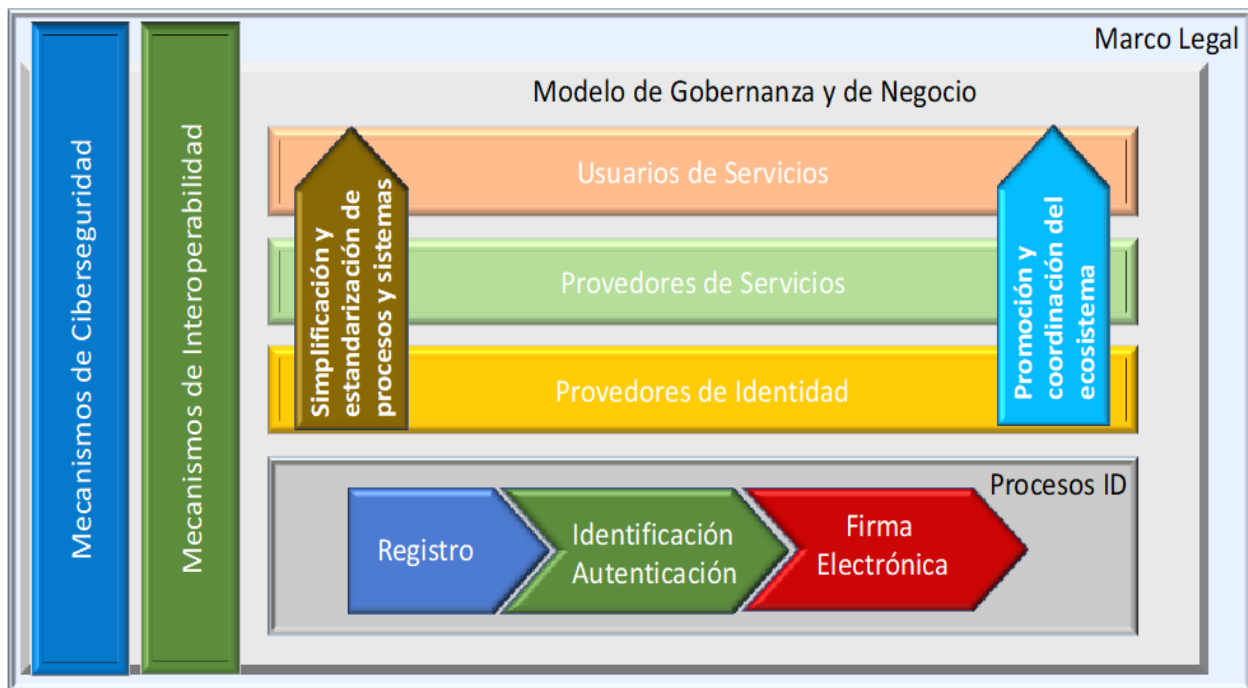 Marco Legal
Mecanismos de Ciberseguridad
Mecanismos de Interoperabilidad
Modelo de Gobernanza y de Negocio
Simplificación y
estandarización de
procesos y sistemas
Usuarios de Servicios
Provedores de Servicios
Provedores de Identidad
Promoción y
coordinación del
ecosistema
Procesos ID
Registro
Identificación
Autenticación
Firma
Electrónica